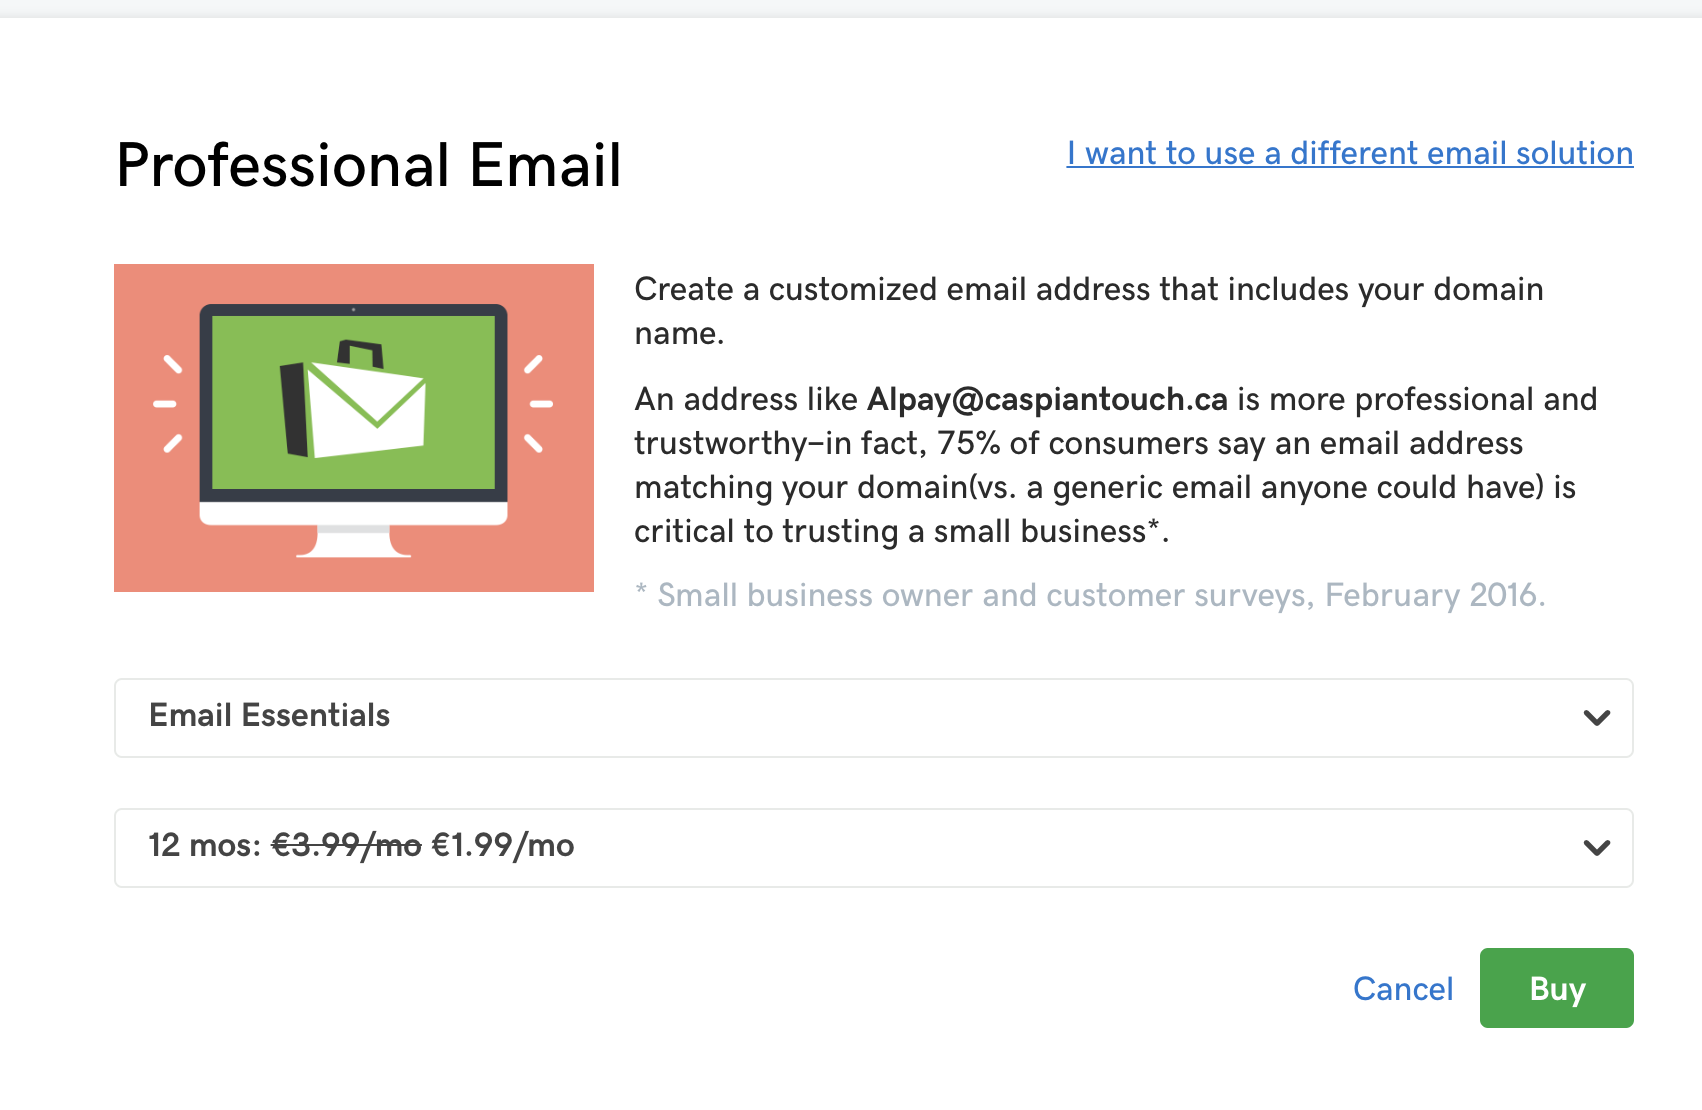 Professional Email
I want to use a different email solution
Create a customized email address that includes your domain
name.
An address like Alpay@caspiantouch.ca is more professional and
trustworthy–in fact, 75% of consumers say an email address
matching your domain(vs. a generic email anyone could have) is
critical to trusting a small business*.
* Small business owner and customer surveys, February 2016.
Email Essentials
12 mos: €3.99/mo €1.99/mo
Cancel
Buy